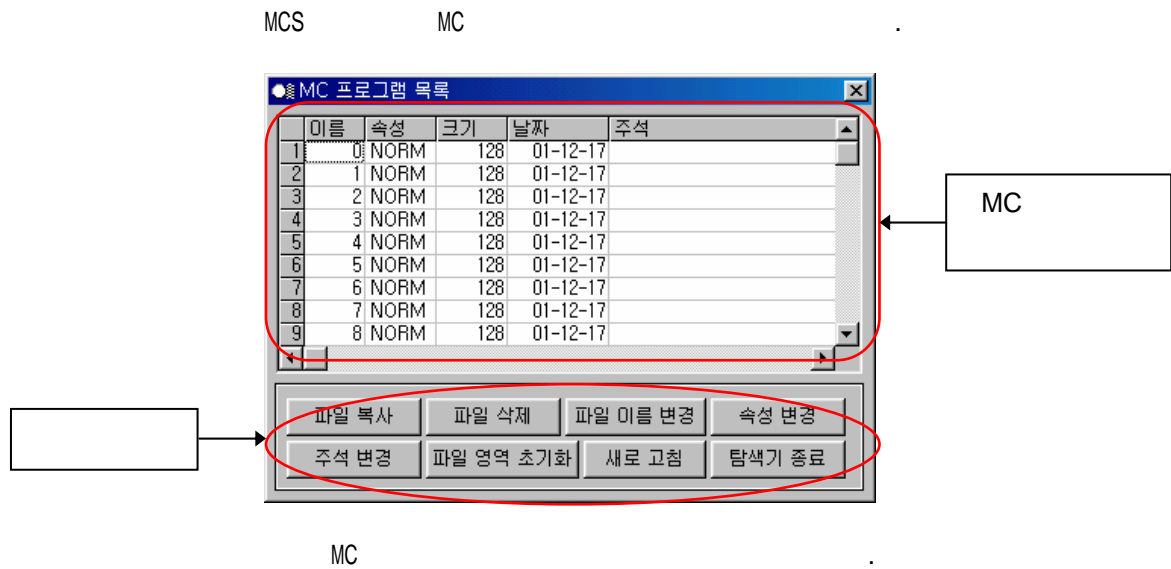 MCS MC .
MC 프로그램 목록
이름 속성 크기 날짜 주석
1 0 NORM 128 01-12-17
2 1 NORM 128 01-12-17
3 2 NORM 128 01-12-17
4 3 NORM 128 01-12-17
5 4 NORM 128 01-12-17
6 5 NORM 128 01-12-17
7 6 NORM 128 01-12-17
8 7 NORM 128 01-12-17
9 8 NORM 128 01-12-17
MC
파일 복사 파일 삭제 파일 이름 변경 속성 변경
주석 변경 파일 영역 초기화 새로 고침 탐색기 종료
MC .